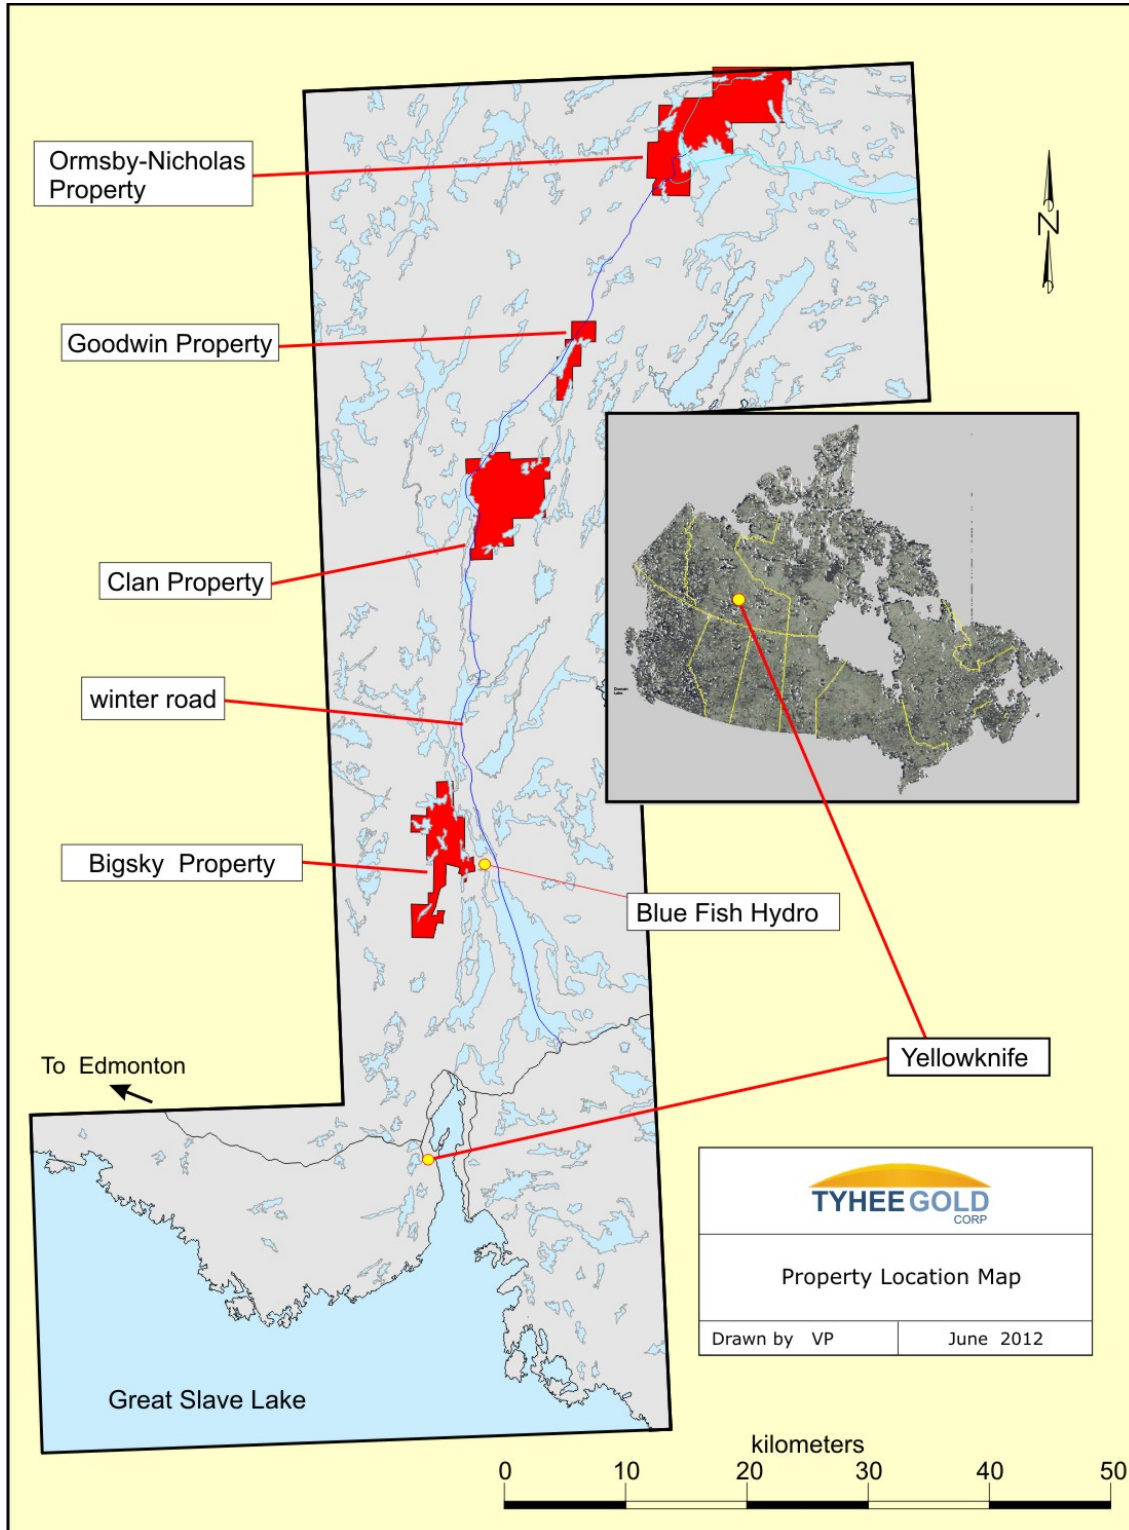 Ormsby-Nicholas
Property
N
Goodwin Property
Clan Property
winter road
Bigsky Property
Blue Fish Hydro
Yellowknife
To Edmonton
TYHEE GOLD
CORP
Property Location Map
Drawn by VP
June 2012
Great Slave Lake
kilometers
0 10 20 30 40 50